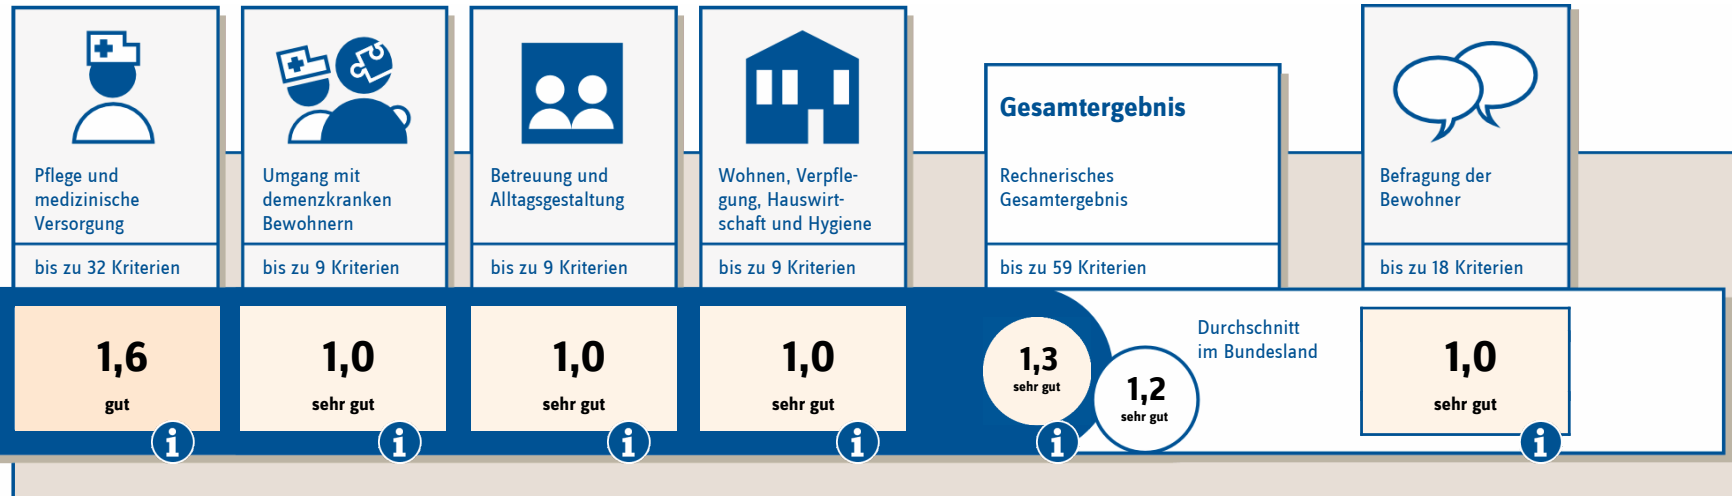 Pflege und
medizinische
Versorgung
bis zu 32 Kriterien
1,6
gut
Umgang mit
demenzkranken
Bewohnern
bis zu 9 Kriterien
1,0
sehr gut
Betreuung und
Alltagsgestaltung
bis zu 9 Kriterien
1,0
sehr gut
Wohnen, Verpfle-
gung, Hauswirt-
schaft und Hygiene
bis zu 9 Kriterien
1,0
sehr gut
Gesamtergebnis
Rechnerisches
Gesamtergebnis
bis zu 59 Kriterien
1,3
sehr gut
1,2
sehr gut
Durchschnitt
im Bundesland
Befragung der
Bewohner
bis zu 18 Kriterien
1,0
sehr gut